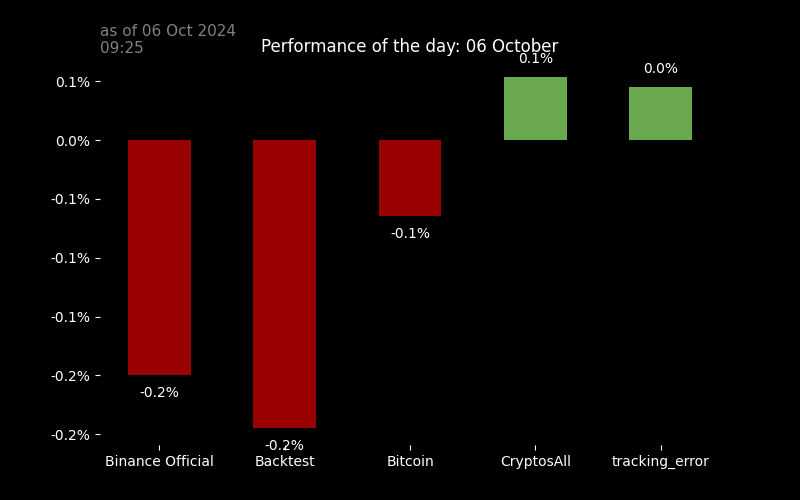 as of 06 Oct 2024
09:25
Performance of the day: 06 October
0.1%
0.0%
0.1%
0.0%
-0.1%
-0.1%
-0.1%
-0.1%
-0.2%
-0.2%
-0.2%
-0.2%
Binance Official
Backtest
Bitcoin
CryptosAll
tracking_error